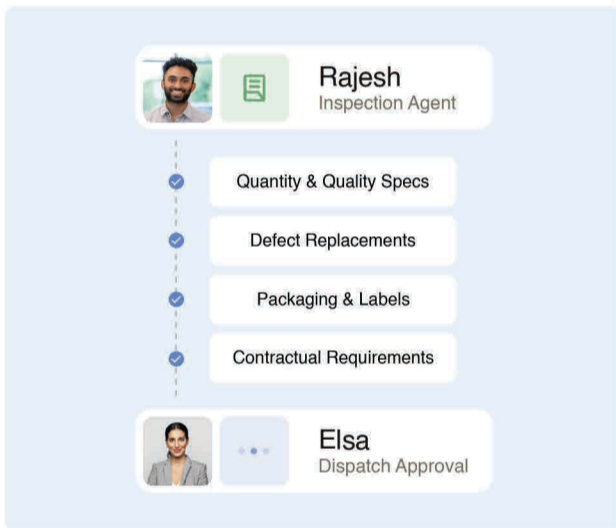 Rajesh
Inspection Agent
Quantity & Quality Specs
Defect Replacements
Packaging & Labels
Contractual Requirements
Elsa
Dispatch Approval